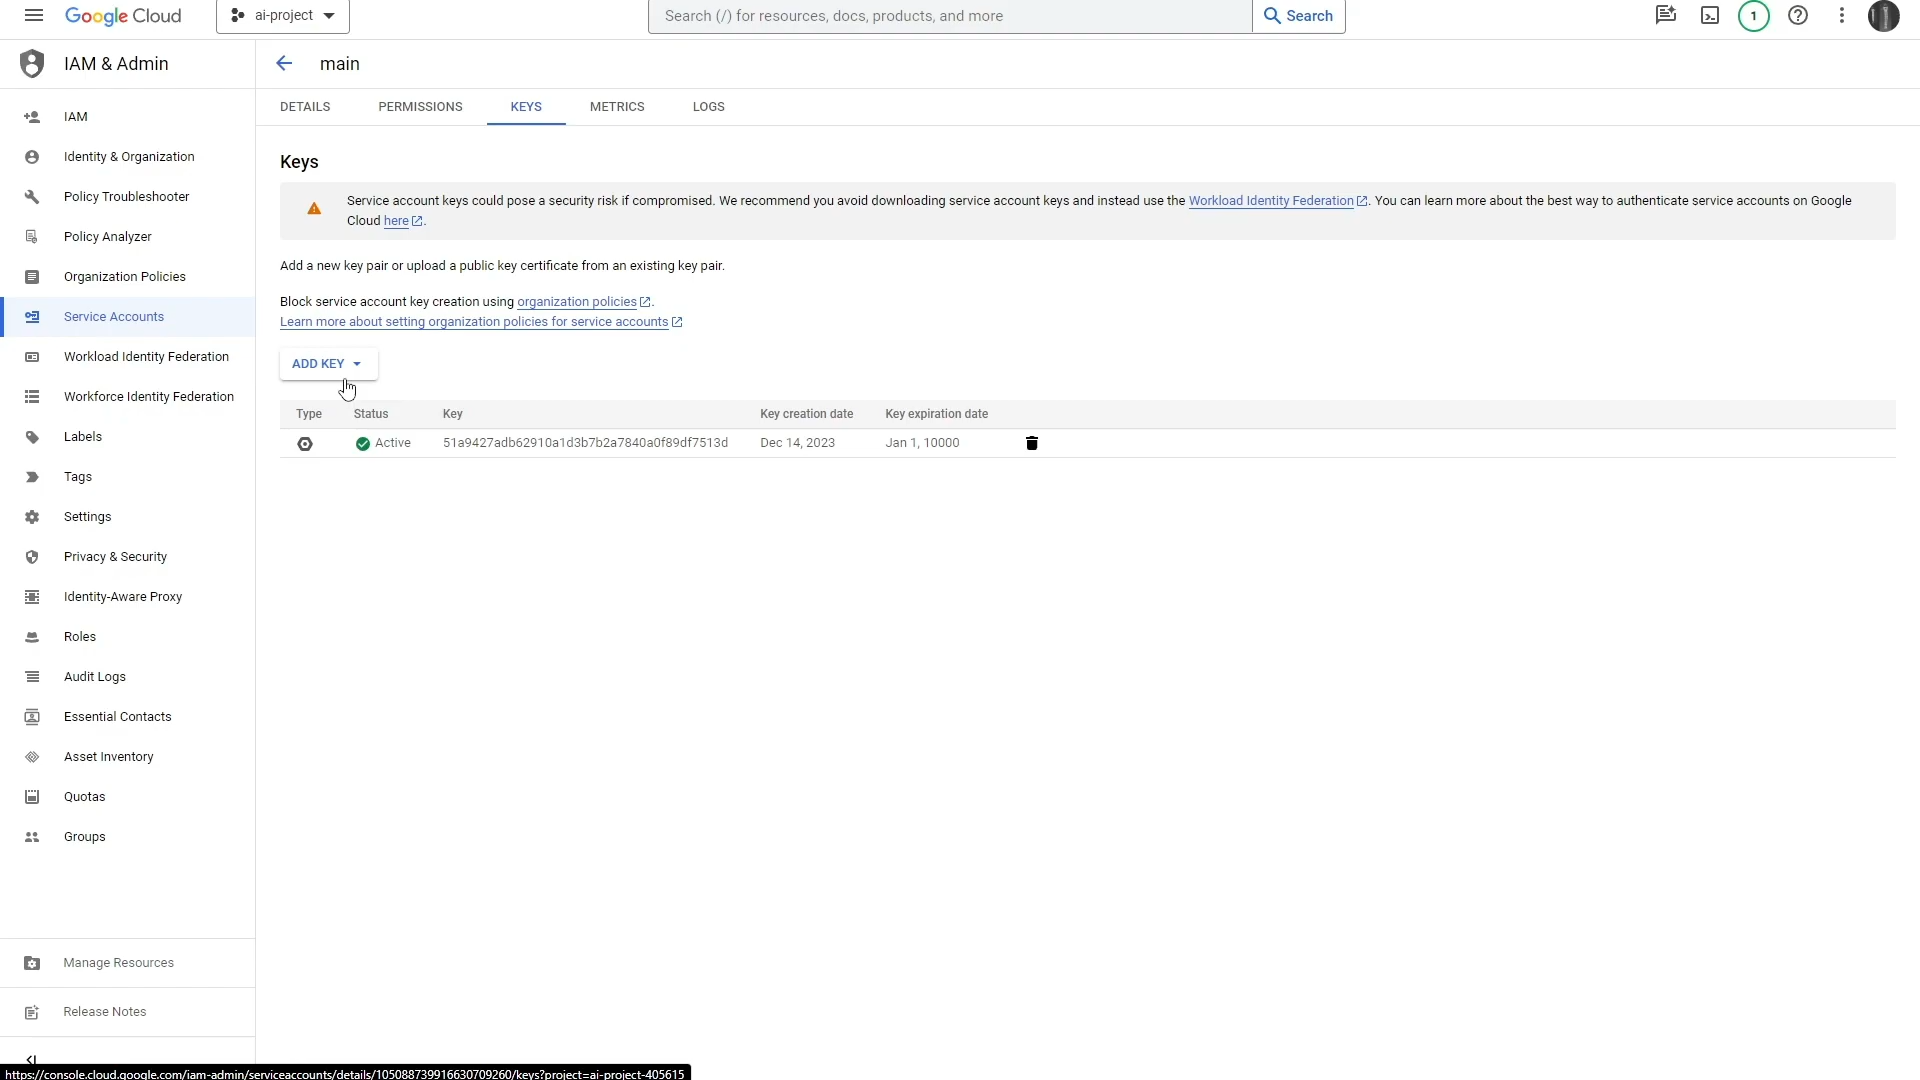 Google Cloud
ai-project
Search (/) for resources, docs, products, and more
Search
1
IAM & Admin
main
IAM
Identity & Organization
Policy Troubleshooter
Policy Analyzer
Organization Policies
Service Accounts
Workload Identity Federation
Workforce Identity Federation
Labels
Tags
Settings
Privacy & Security
Identity-Aware Proxy
Roles
Audit Logs
Essential Contacts
Asset Inventory
Quotas
Groups
Manage Resources
Release Notes
DETAILS PERMISSIONS KEYS METRICS LOGS
Keys
Service account keys could pose a security risk if compromised. We recommend you avoid downloading service account keys and instead use the Workload Identity Federation. You can learn more about the best way to authenticate service accounts on Google
Cloud here.
Add a new key pair or upload a public key certificate from an existing key pair.
Block service account key creation using organization policies.
Learn more about setting organization policies for service accounts
ADD KEY
Type Status Key Key creation date Key expiration date
Active 51a9427adb62910a1d3b7b2a7840a0f89df7513d Dec 14, 2023 Jan 1, 10000
https://console.cloud.google.com/iam-admin/serviceaccounts/details/105088739916630709260/keys?project=ai-project-405615